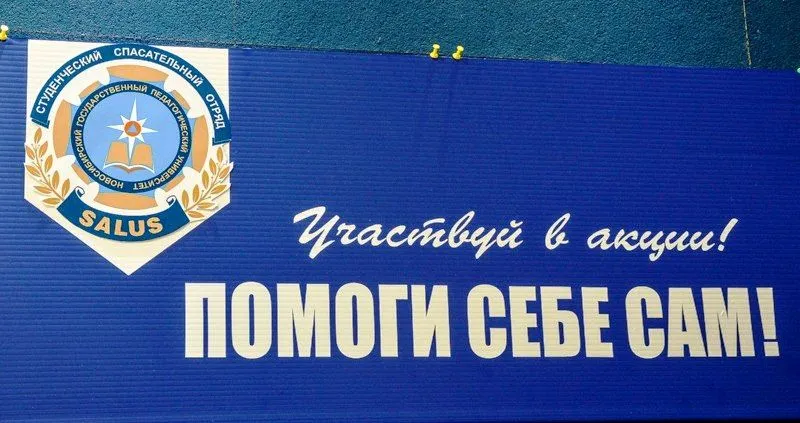 СТУДЕНЧЕСКИЙ СПАСАТЕЛЬНЫЙ ОТРЯД
НОВОСИБИРСКИЙ ГОСУДАРСТВЕННЫЙ ПЕДАГОГИЧЕСКИЙ УНИВЕРСИТЕТ
SALUS
Участвуй в акции!
ПОМОГИ СЕБЕ САМ!